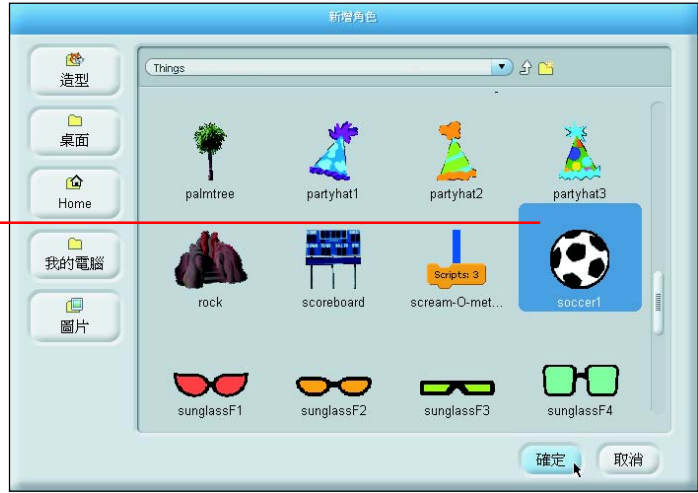 新增角色
造型
桌面
Home
我的電腦
圖片
Things
palmtree partyhat1 partyhat2 partyhat3
Scripts: 3
rock scoreboard scream-O-met... soccer1
sunglassF1 sunglassF2 sunglassF3 sunglassF4
確定 取消